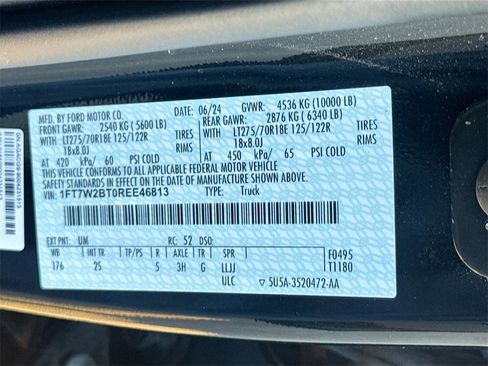 MFD. BY FORD MOTOR CO.
DATE: 06/24 GVWR: 4536 KG (10000 LB)
FRONT GAWR: 2540 KG (5600 LB) REAR GAWR: 2876 KG (6340 LB)
WITH LT275/70R18E 125/122R TIRES WITH LT275/70R18E 125/122R TIRES
18x8.0J RIMS 18x8.0J RIMS
AT 420 kPa/ 60 PSI COLD AT 450 kPa/ 65 PSI COLD
THIS VEHICLE CONFORMS TO ALL APPLICABLE FEDERAL MOTOR
VEHICLE SAFETY STANDARDS IN EFFECT ON THE DATE OF MANUFACTURE
SHOWN ABOVE.
VIN: 1FT7W2BT0REE46813 TYPE: Truck
EXT PNT: UM RC: 52 DSO:
WB INT TR TP/PS R AXLE TR SPR F0495
176 2S 5 3H G LLJJ T1180
ULC 5U5A-3520472-AA